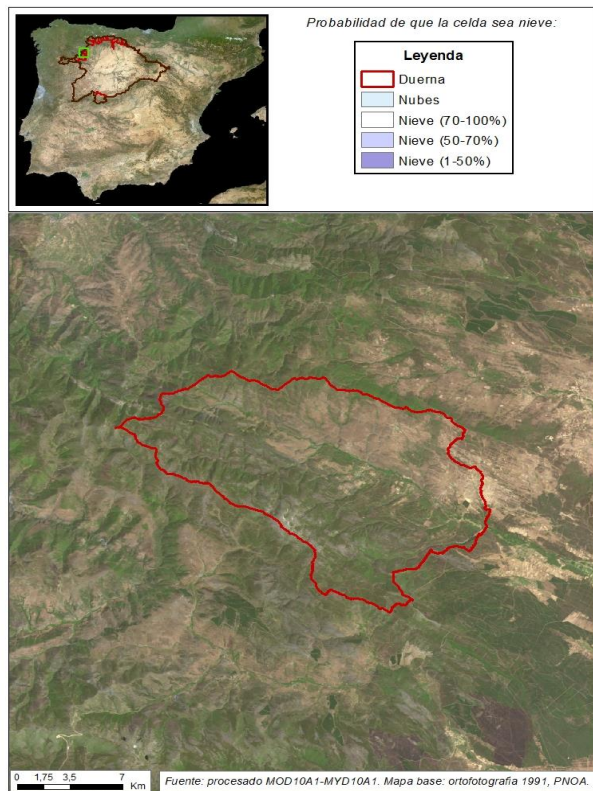 Probabilidad de que la celda sea nieve:
Leyenda
Duerna
Nubes
Nieve (70-100%)
Nieve (50-70%)
Nieve (1-50%)
0 1,75 3,5 7
Km
Fuente: procesado MOD10A1-MYD10A1. Mapa base: ortofotografia 1991, PNOA.